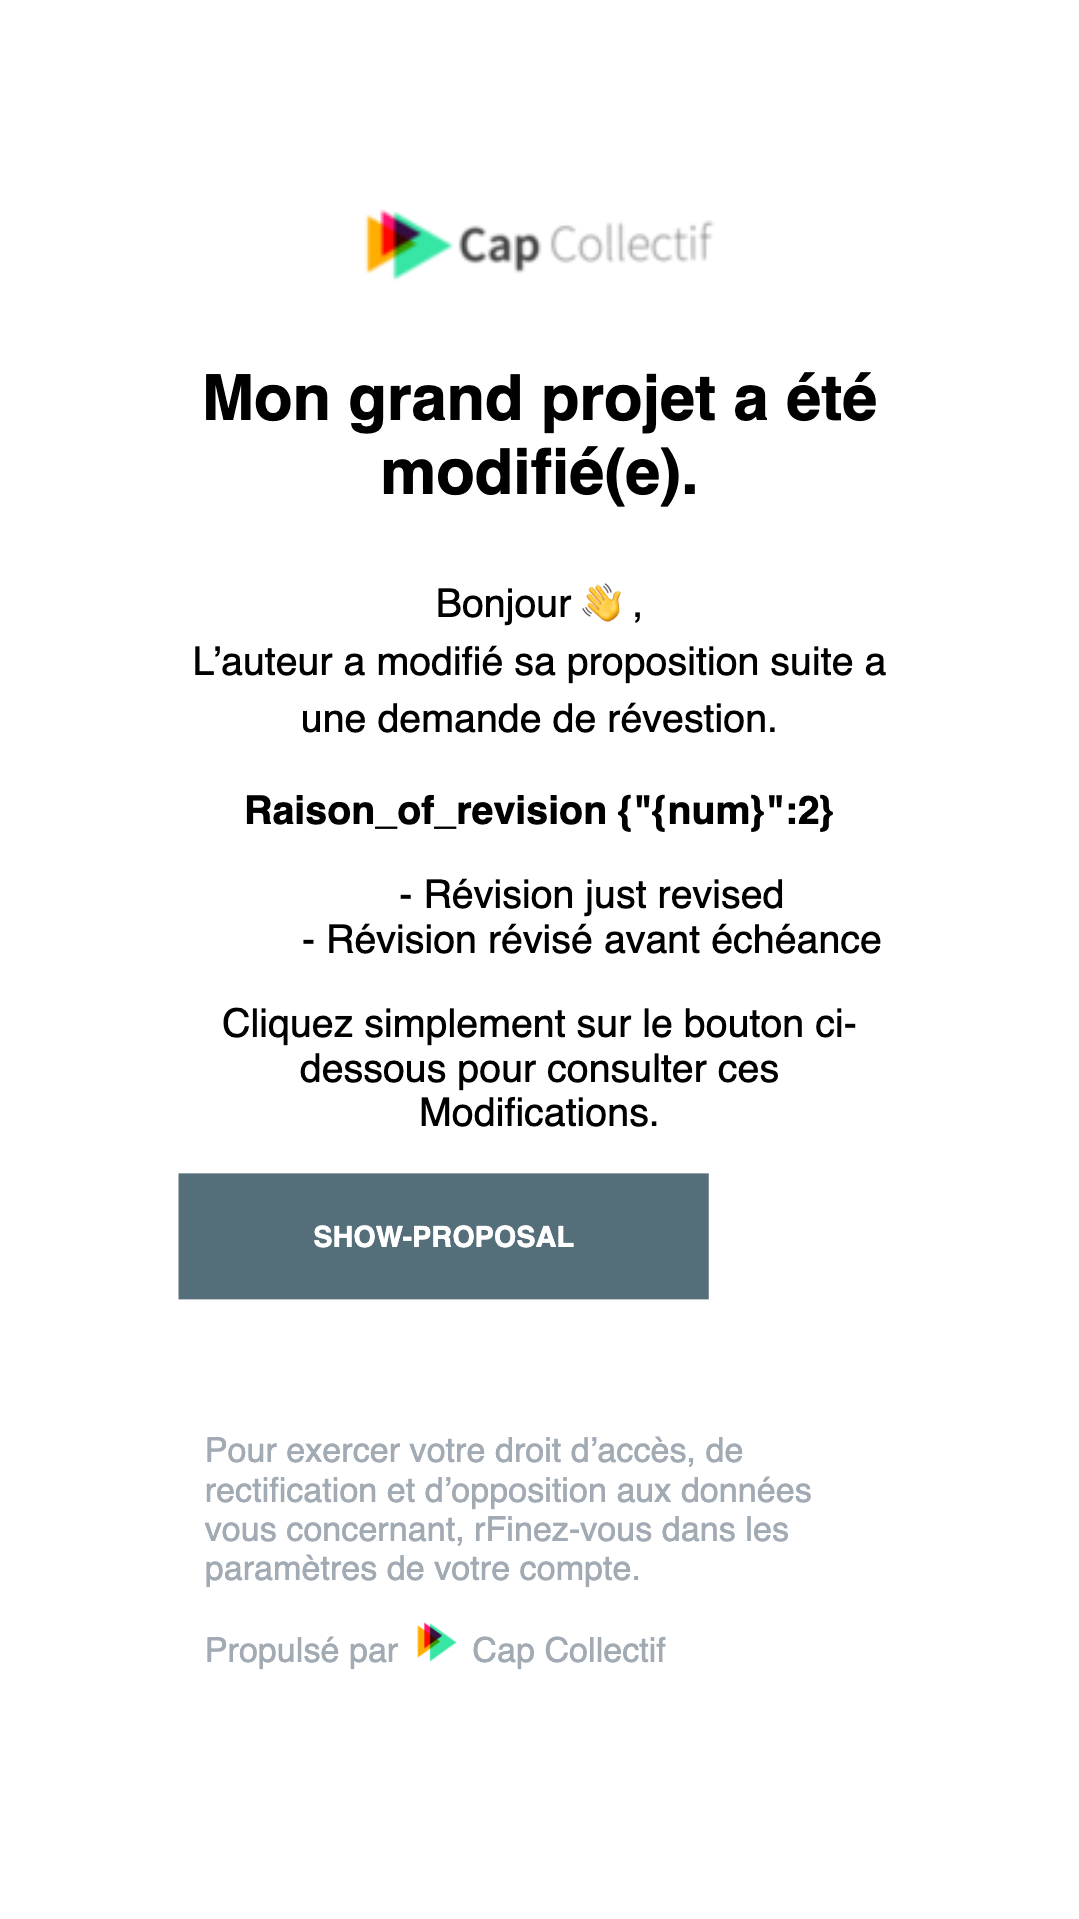 Cap Collectif
Mon grand projet a été
modifié(e).
Bonjour 👋 ,
L’auteur a modifié sa proposition suite a
une demande de révestion.
Raison_of_revision {"{num}":2}
- Révision just revised
- Révision révisé avant échéance
Cliquez simplement sur le bouton ci-
dessous pour consulter ces
Modifications.
SHOW-PROPOSAL
Pour exercer votre droit d’accès, de
rectification et d’opposition aux données
vous concernant, rFinez-vous dans les
paramètres de votre compte.
Propulsé par Cap Collectif